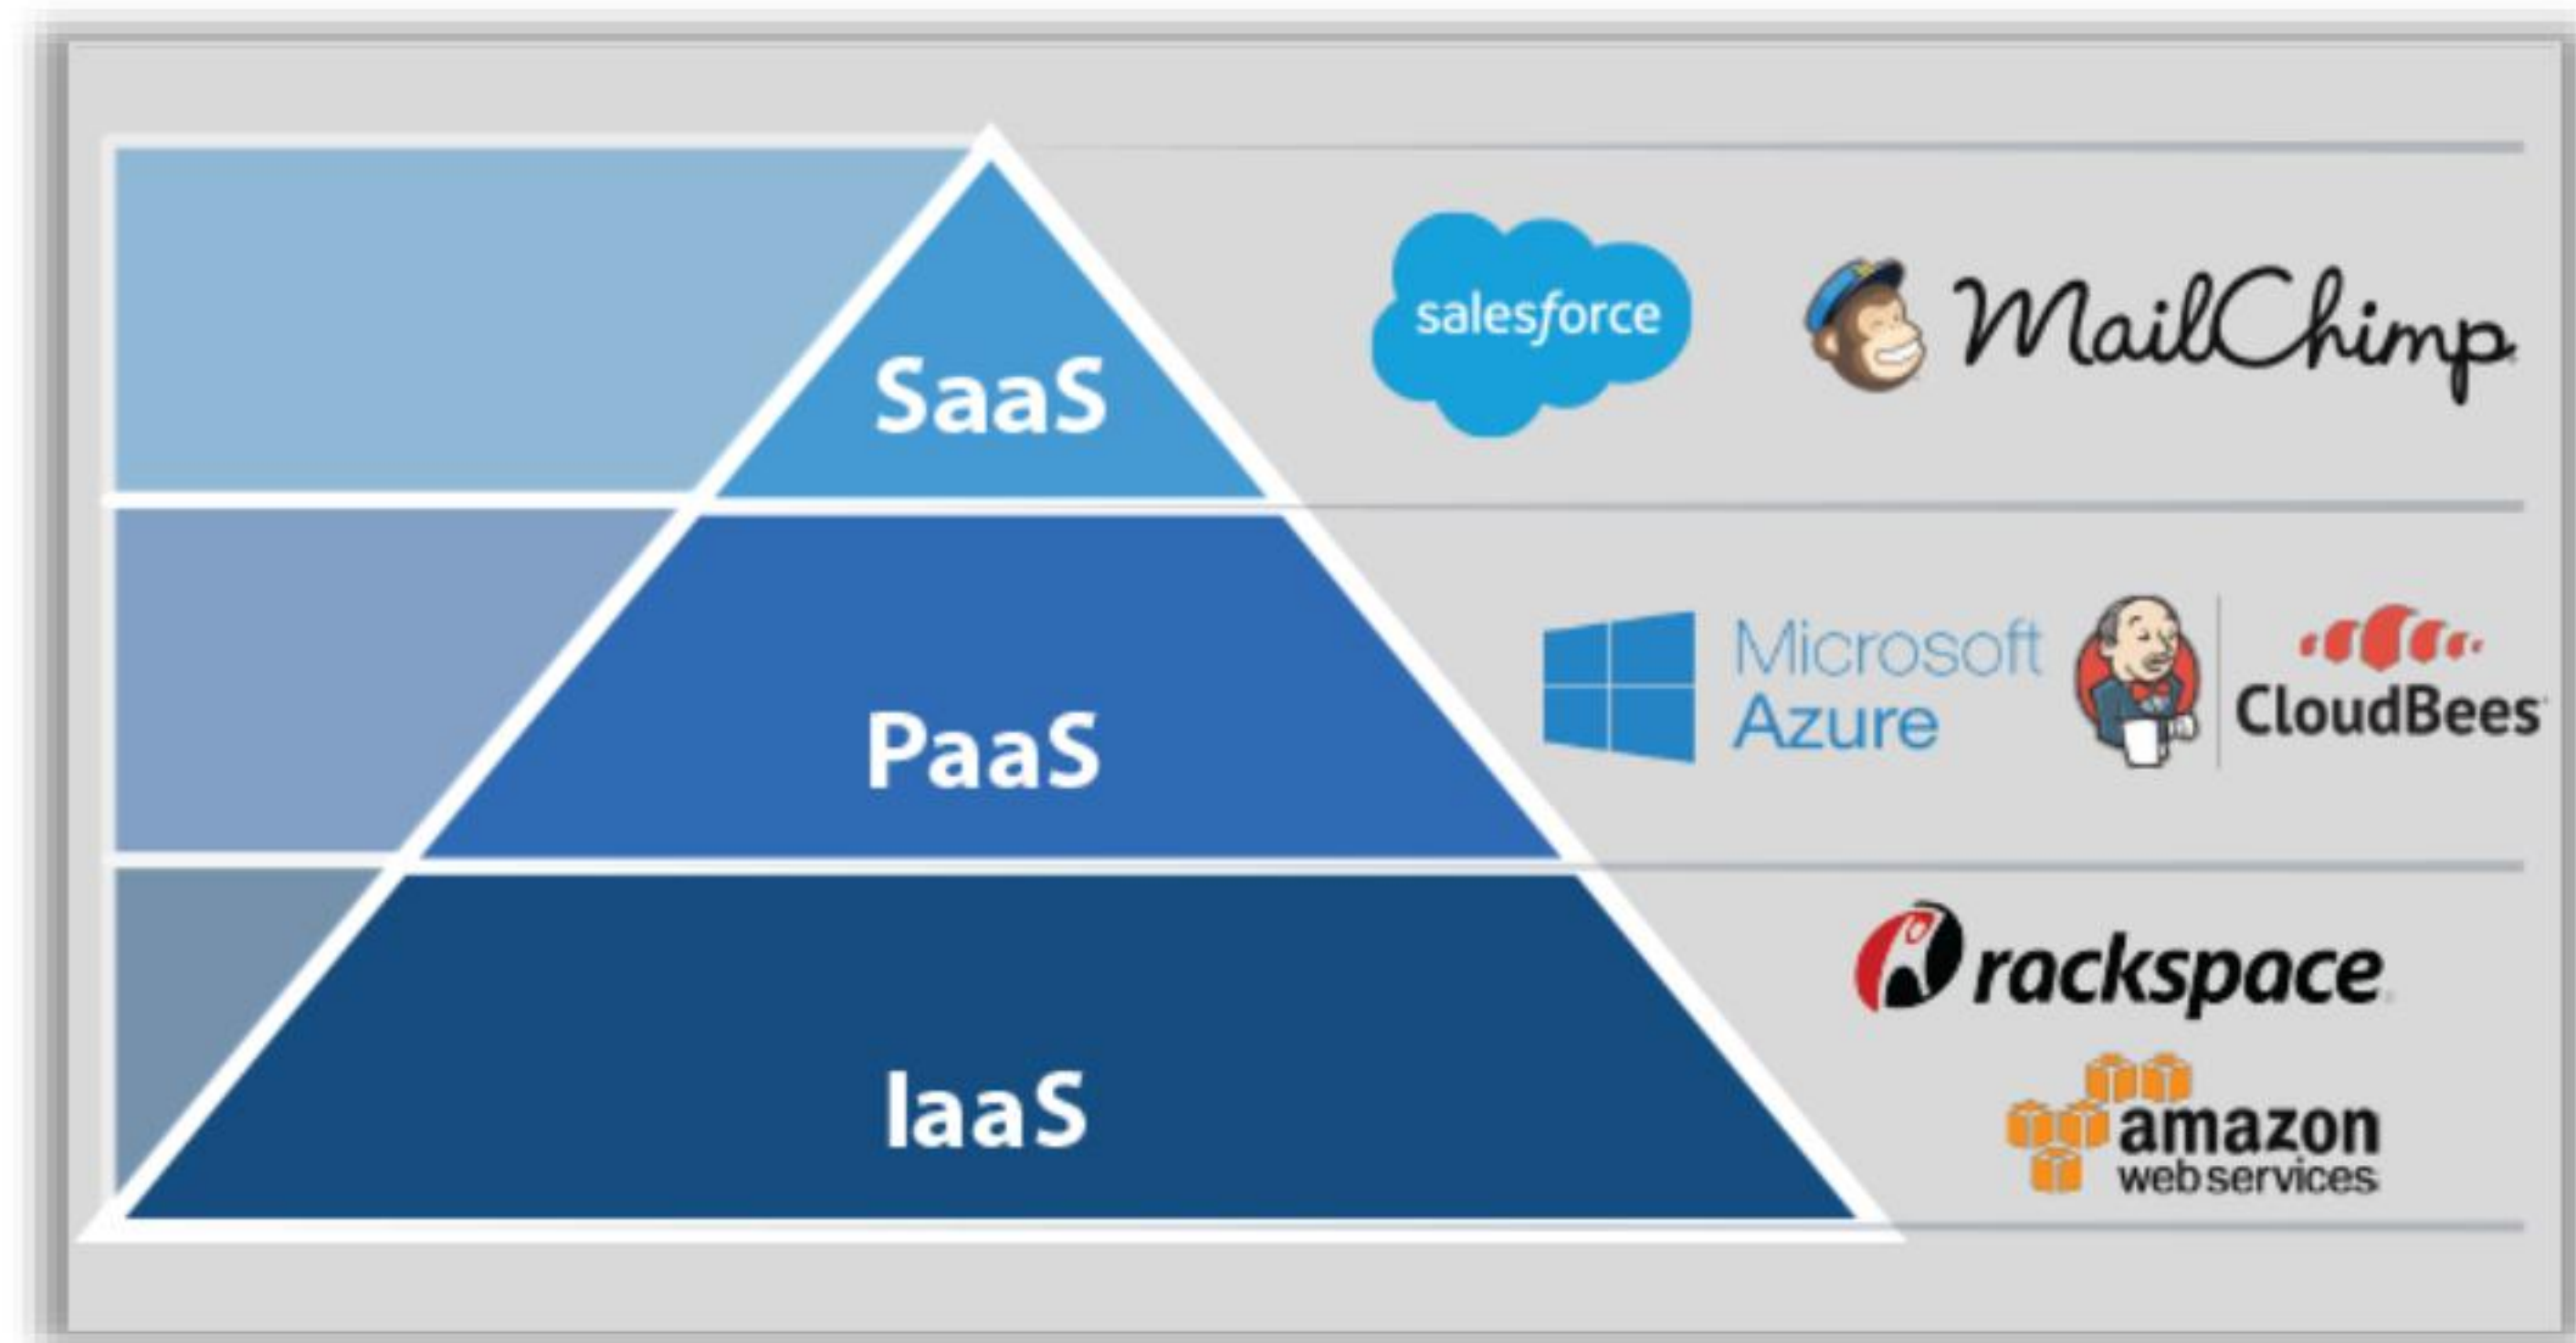 SaaS
salesforce
MailChimp
PaaS
Microsoft
Azure
CloudBees
IaaS
rackspace
amazon
web services